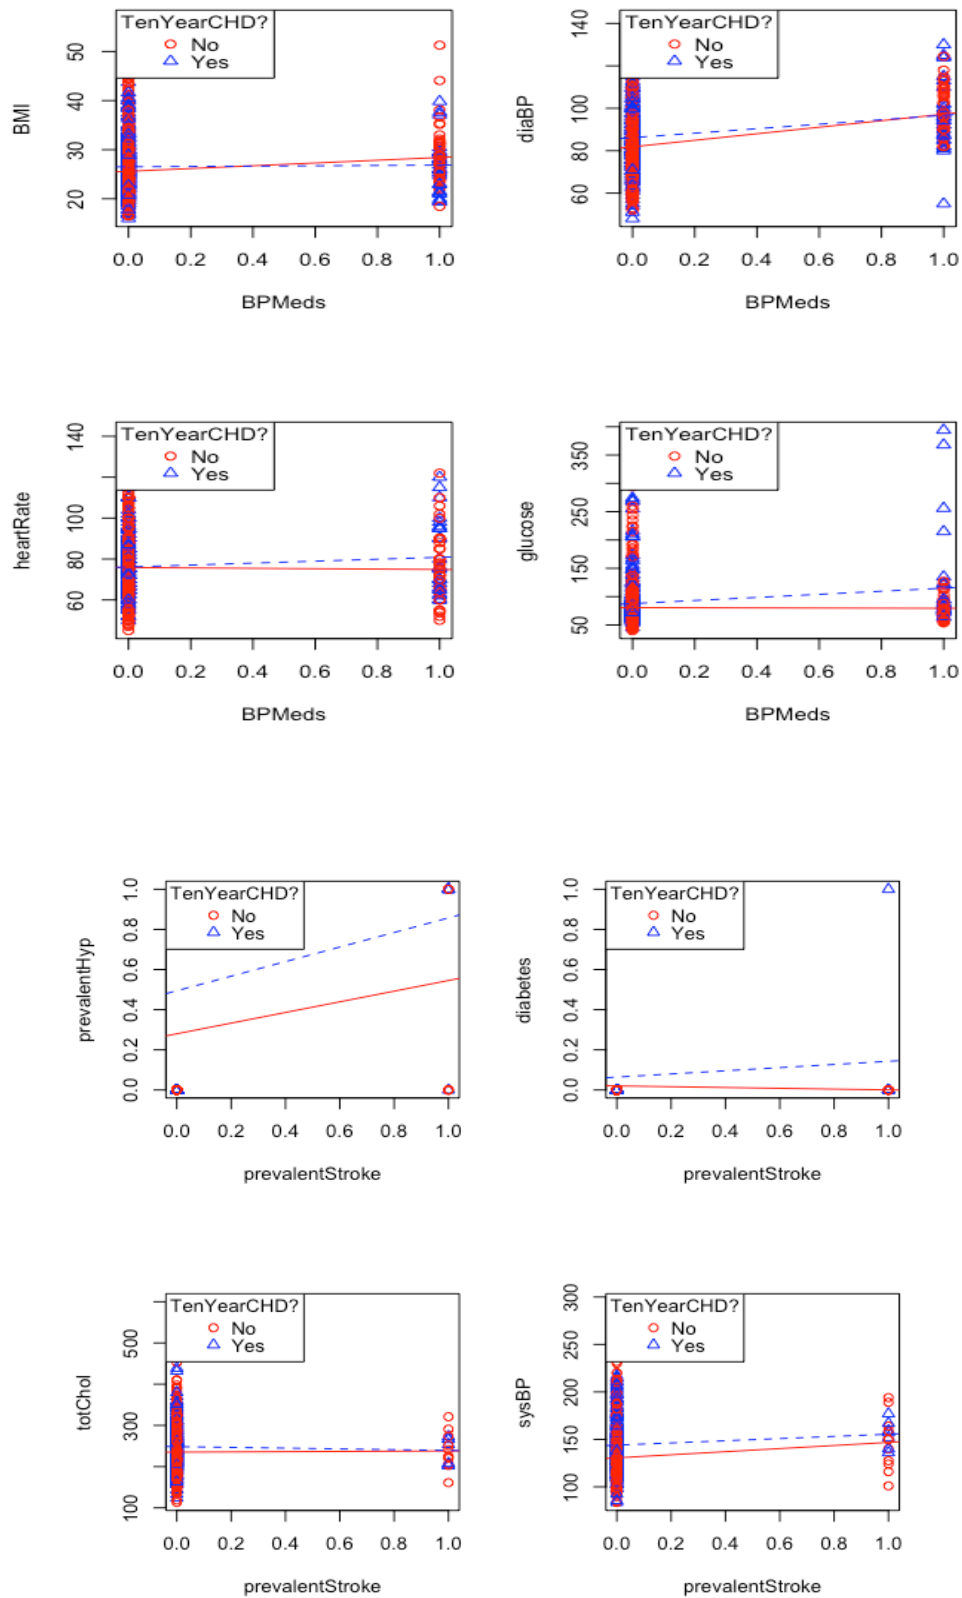 TenYearCHD?
No
Yes
BMI
50
40
30
20
0.0 0.2 0.4 0.6 0.8 1.0
BPMeds
TenYearCHD?
No
Yes
diaBP
140
100
80
60
0.0 0.2 0.4 0.6 0.8 1.0
BPMeds
TenYearCHD?
No
Yes
heartRate
140
100
80
60
0.0 0.2 0.4 0.6 0.8 1.0
BPMeds
TenYearCHD?
No
Yes
glucose
350
250
150
50
0.0 0.2 0.4 0.6 0.8 1.0
BPMeds
TenYearCHD?
No
Yes
prevalentHyp
1.0
0.8
0.6
0.4
0.2
0.0
0.0 0.2 0.4 0.6 0.8 1.0
prevalentStroke
TenYearCHD?
No
Yes
diabetes
1.0
0.8
0.6
0.4
0.2
0.0
0.0 0.2 0.4 0.6 0.8 1.0
prevalentStroke
TenYearCHD?
No
Yes
totChol
500
300
100
0.0 0.2 0.4 0.6 0.8 1.0
prevalentStroke
TenYearCHD?
No
Yes
sysBP
300
250
200
150
100
0.0 0.2 0.4 0.6 0.8 1.0
prevalentStroke